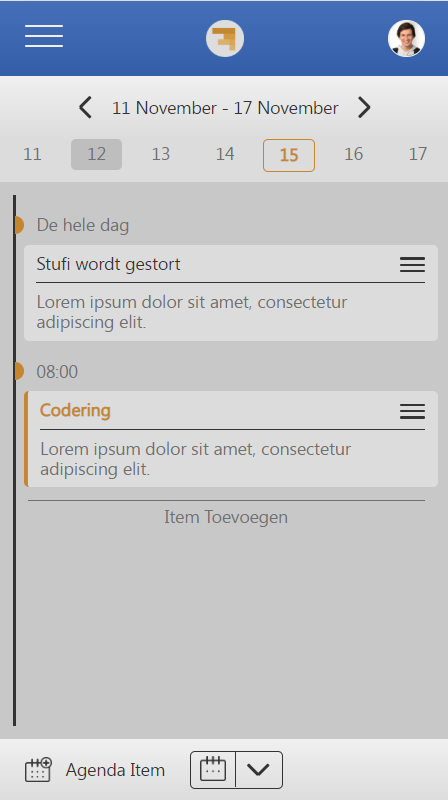 11 November - 17 November
11 12 13 14 15 16 17
De hele dag
Stufi wordt gestort
Lorem ipsum dolor sit amet, consectetur
adipiscing elit.
08:00
Codering
Lorem ipsum dolor sit amet, consectetur
adipiscing elit.
Item Toevoegen
Agenda Item